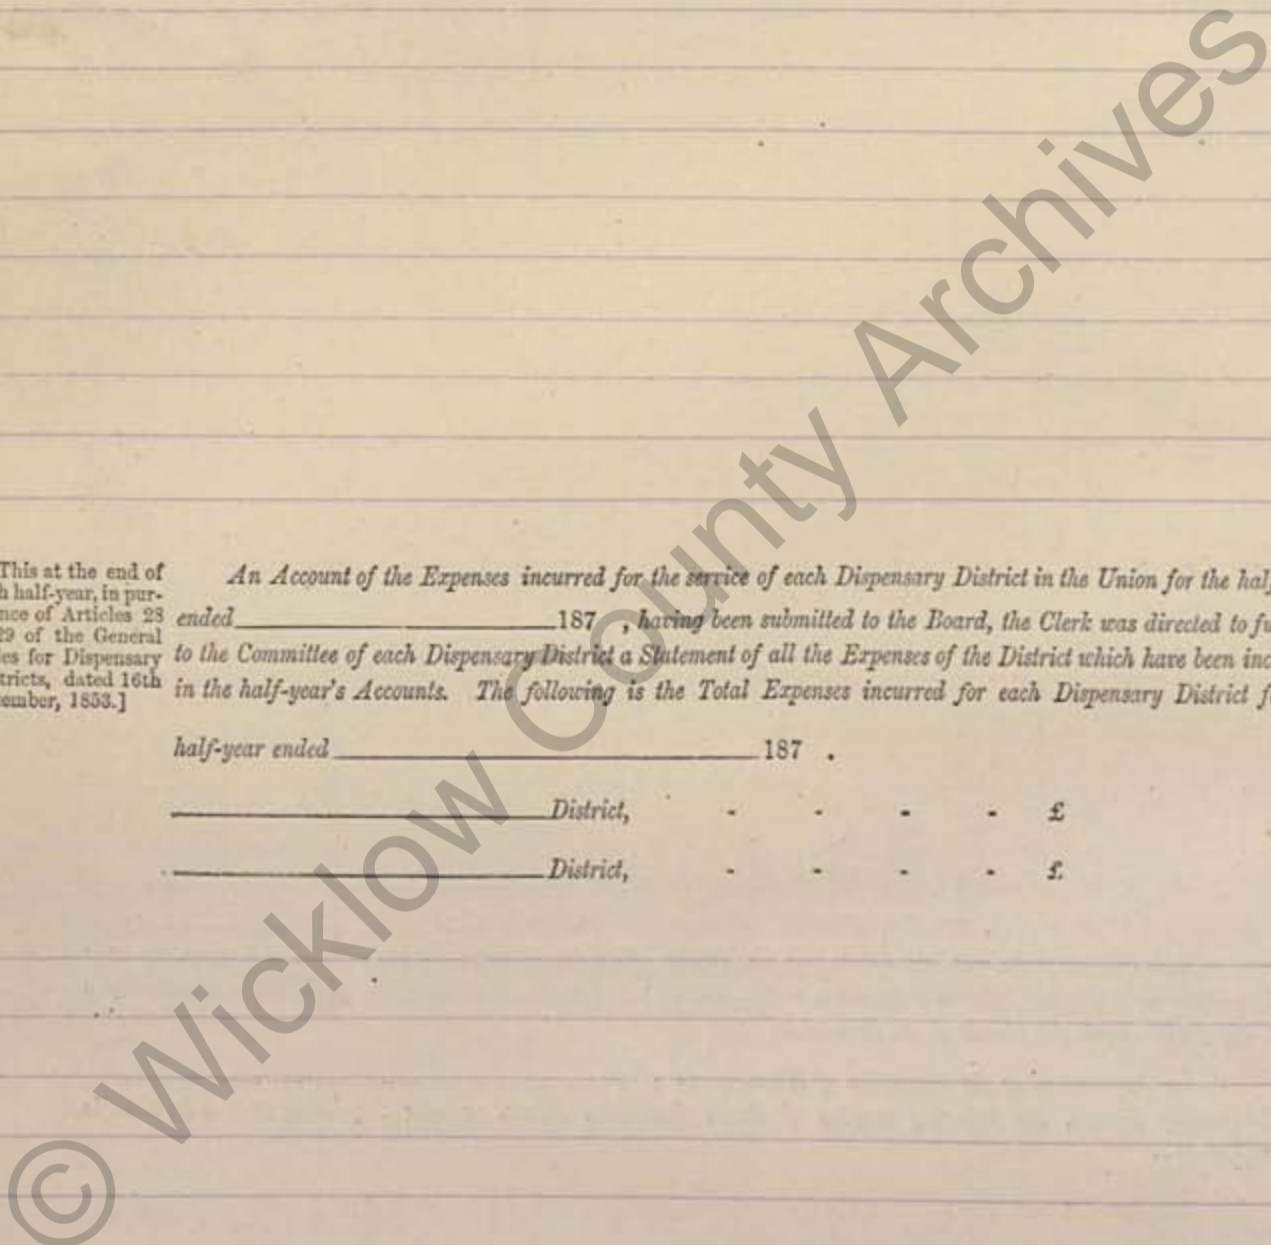 This at the end of
h half-year, in pur-
nce of Articles 28
29 of the General
es for Dispensary
tricts, dated 16th
ember, 1853.]
An Account of the Expenses incurred for the service of each Dispensary District in the Union for the half
ended 187 , having been submitted to the Board, the Clerk was directed to fu
to the Committee of each Dispensary District a Statement of all the Expenses of the District which have been inc
in the half-year's Accounts. The following is the Total Expenses incurred for each Dispensary District f
half-year ended 187 .
District, - - - - £
District, - - - - £
© Wicklow County Archives